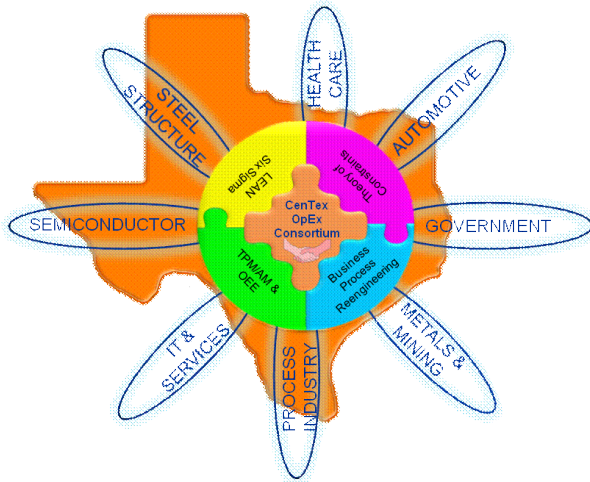 HEALTH
CARE
STEEL
STRUCTURE
AUTOMOTIVE
LEAN
Six Sigma
Theory of
Constraints
CenTex
OpEx
Consortium
SEMICONDUCTOR
GOVERNMENT
TPM/AM &
OEE
Business
Process
Reengineering
IT &
SERVICES
PROCESS
INDUSTRY
METALS &
MINING